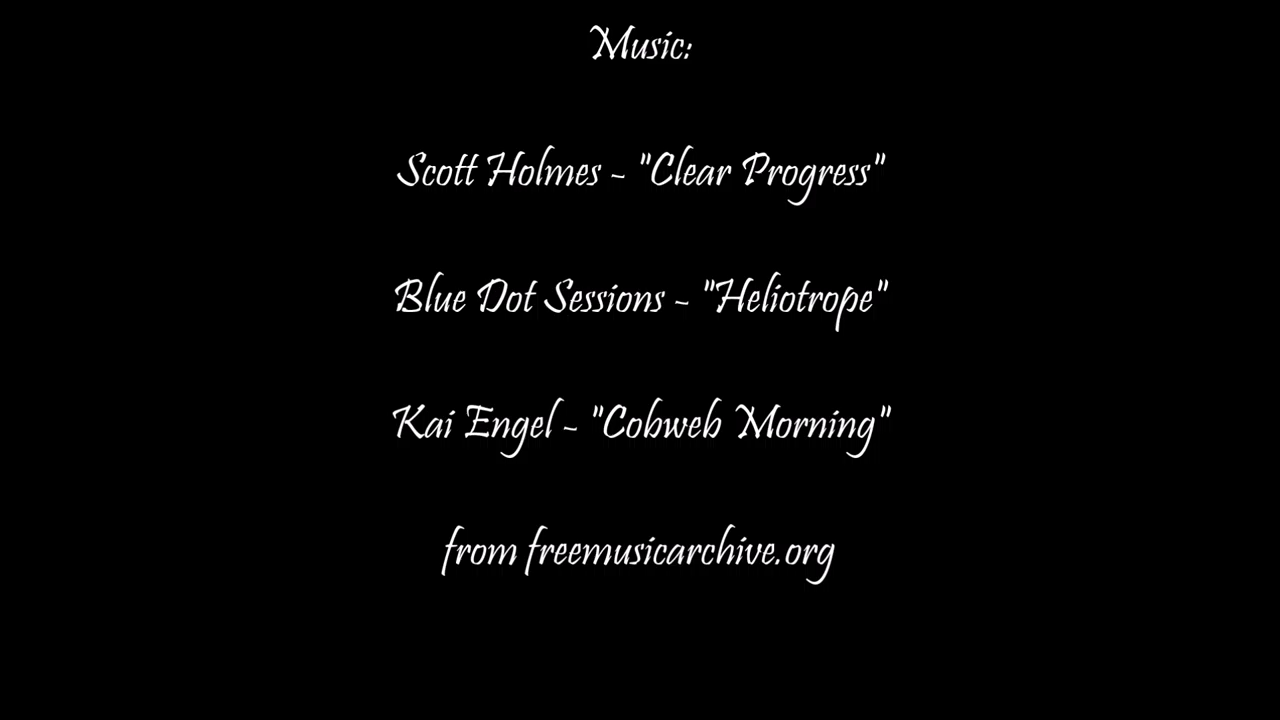 Music:
Scott Holmes - "Clear Progress"
Blue Dot Sessions - "Heliotrope"
Kai Engel - "Cobweb Morning"
from freemusicarchive.org